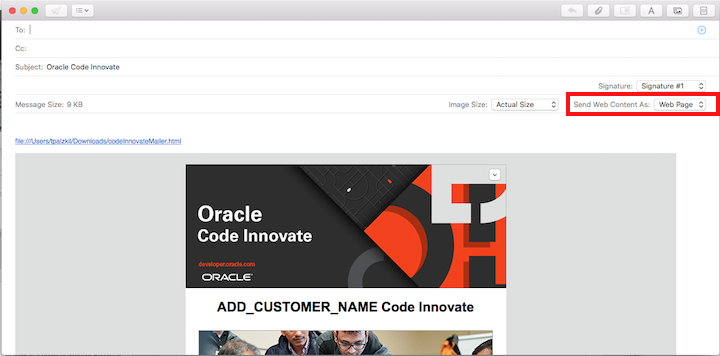 To:
Cc:
Subject: Oracle Code Innovate
Signature: Signature #1
Message Size: 9 KB Image Size: Actual Size Send Web Content As: Web Page
file:///Users/tpalzkil/Downloads/codeInnovateMailer.html
Oracle
Code Innovate
developer.oracle.com
ORACLE
ADD_CUSTOMER_NAME Code Innovate